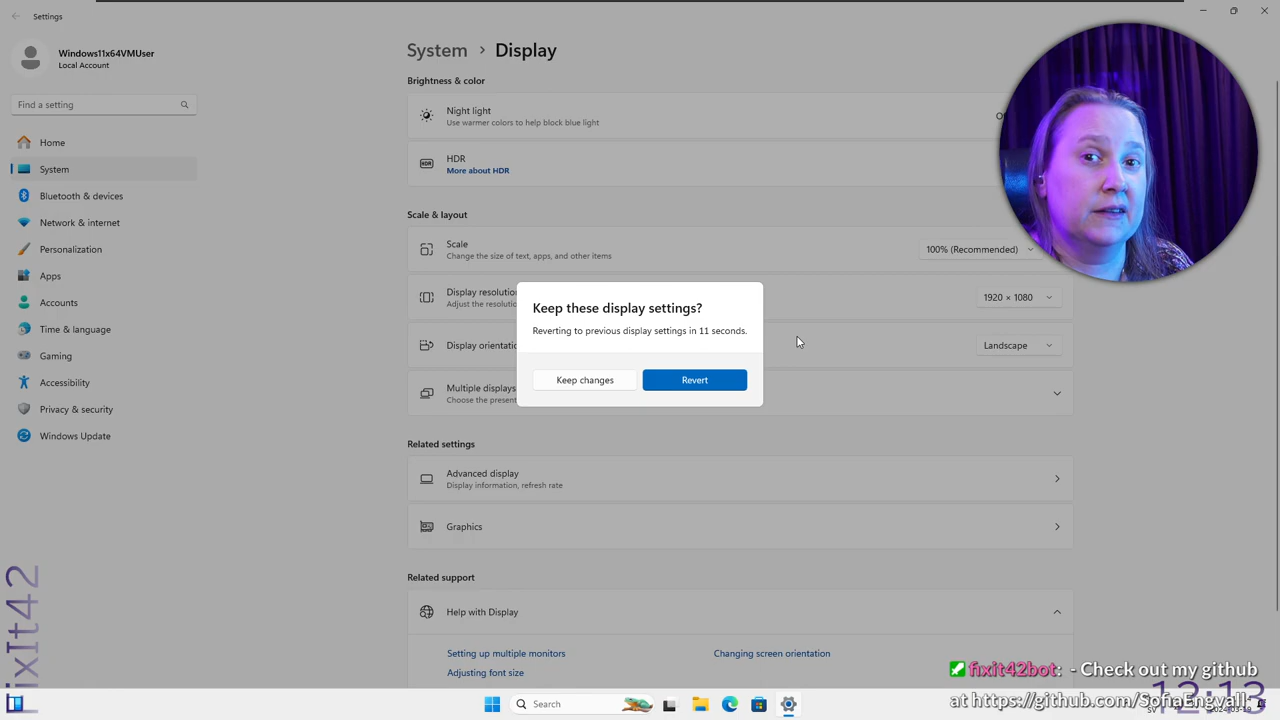 Settings
Windows11x64VMUser
Local Account
Find a setting
Home
System
Bluetooth & devices
Network & internet
Personalization
Apps
Accounts
Time & language
Gaming
Accessibility
Privacy & security
Windows Update
System > Display
Brightness & color
Night light
Use warmer colors to help block blue light
HDR
More about HDR
Scale & layout
Scale
Change the size of text, apps, and other items
100% (Recommended)
Display resolution
Adjust the resolu
1920 × 1080
Display orientatio
Landscape
Multiple displays
Choose the present
Keep these display settings?
Reverting to previous display settings in 11 seconds.
Keep changes
Revert
Related settings
Advanced display
Display information, refresh rate
Graphics
Related support
Help with Display
Setting up multiple monitors
Changing screen orientation
Adjusting font size
FixIt42
fixit42bot: - Check out my github
at https://github.com/SofiaEngvall
12:13
Search
SV